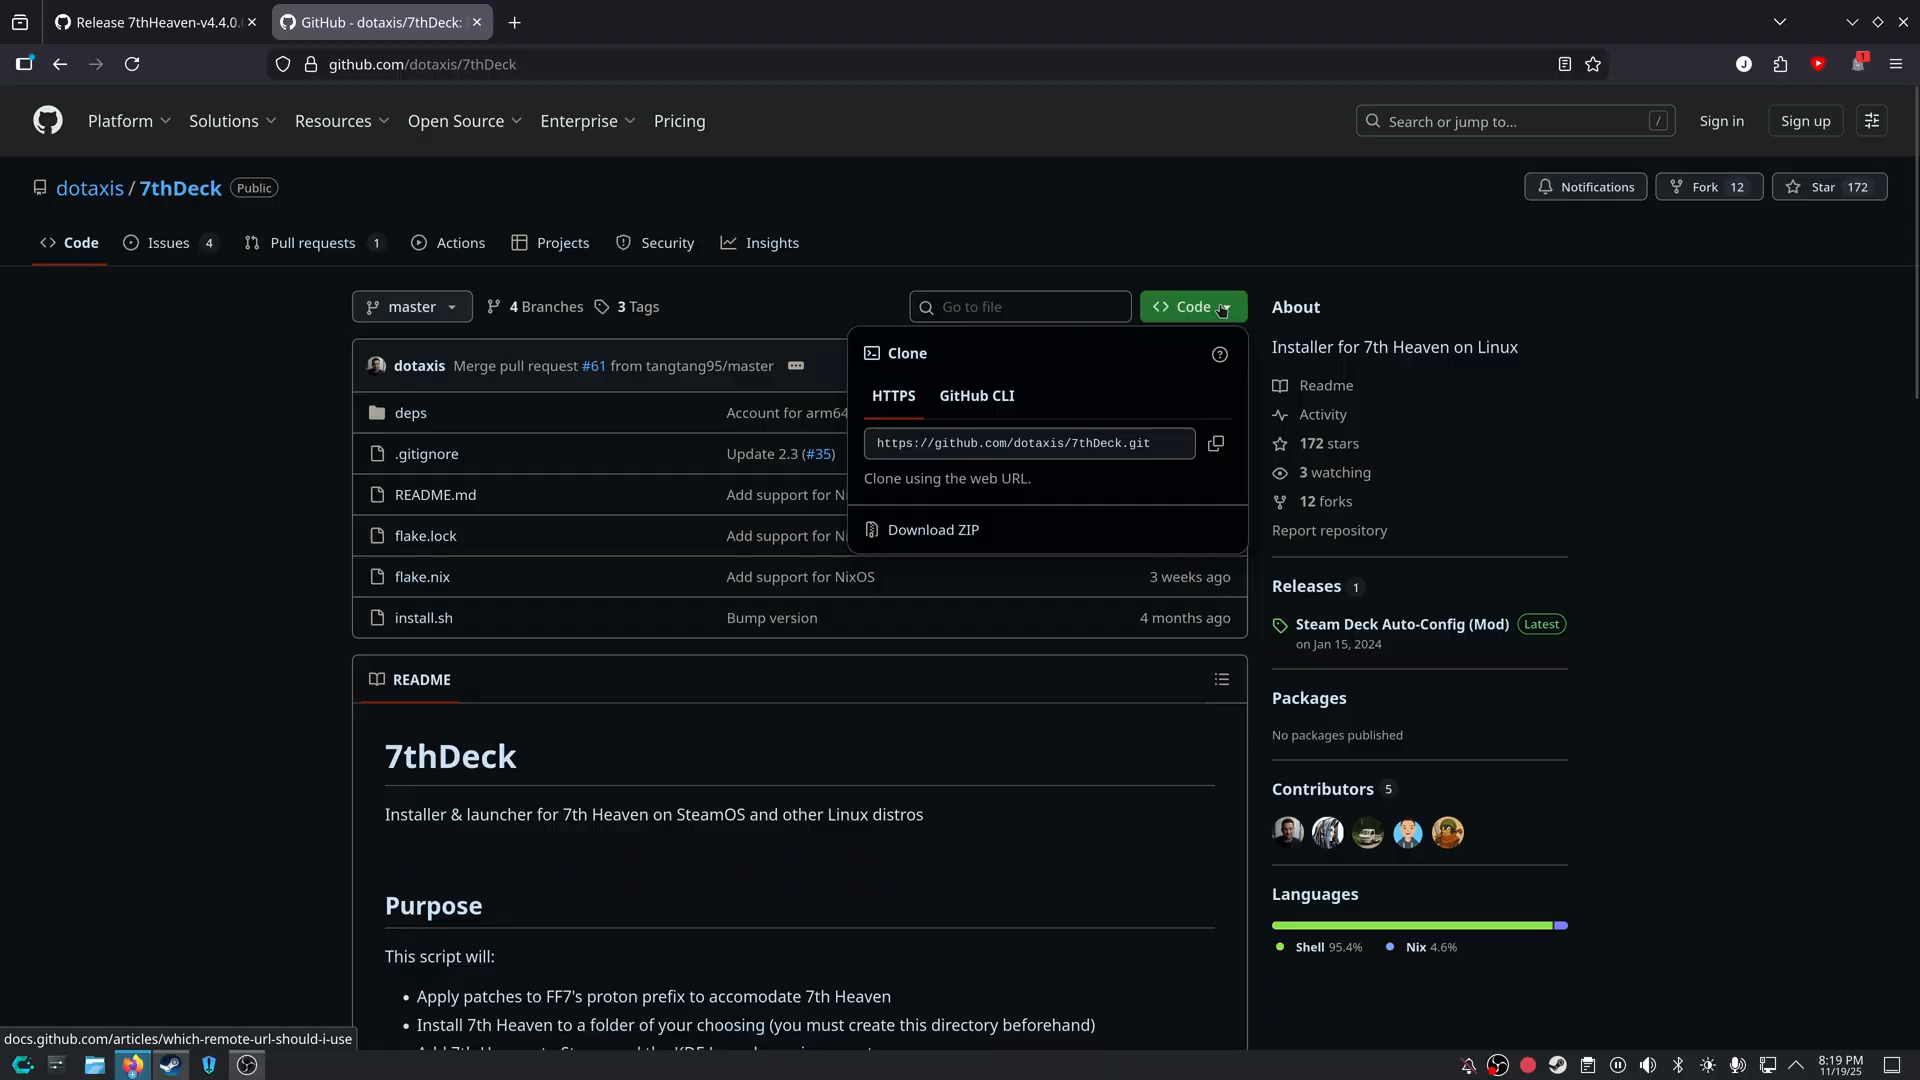 Release 7thHeaven-v4.4.0.
GitHub - dotaxis/7thDeck:
github.com/dotaxis/7thDeck
J
1
Platform
Solutions
Resources
Open Source
Enterprise
Pricing
Search or jump to...
/
Sign in
Sign up
dotaxis / 7thDeck
Public
Notifications
Fork 12
Star 172
Code
Issues 4
Pull requests 1
Actions
Projects
Security
Insights
master
4 Branches
3 Tags
Go to file
Code
dotaxis Merge pull request #61 from tangtang95/master
deps
Account for arm64
.gitignore
Update 2.3 (#35)
README.md
Add support for Ni
flake.lock
Add support for Ni
flake.nix
Add support for NixOS
3 weeks ago
install.sh
Bump version
4 months ago
Clone
HTTPS
GitHub CLI
https://github.com/dotaxis/7thDeck.git
Clone using the web URL.
Download ZIP
README
7thDeck
Installer & launcher for 7th Heaven on SteamOS and other Linux distros
Purpose
This script will:
• Apply patches to FF7's proton prefix to accomodate 7th Heaven
• Install 7th Heaven to a folder of your choosing (you must create this directory beforehand)
About
Installer for 7th Heaven on Linux
Readme
Activity
172 stars
3 watching
12 forks
Report repository
Releases 1
Steam Deck Auto-Config (Mod) Latest
on Jan 15, 2024
Packages
No packages published
Contributors 5
Languages
Shell 95.4%
Nix 4.6%
docs.github.com/articles/which-remote-url-should-i-use
8:19 PM
11/19/25